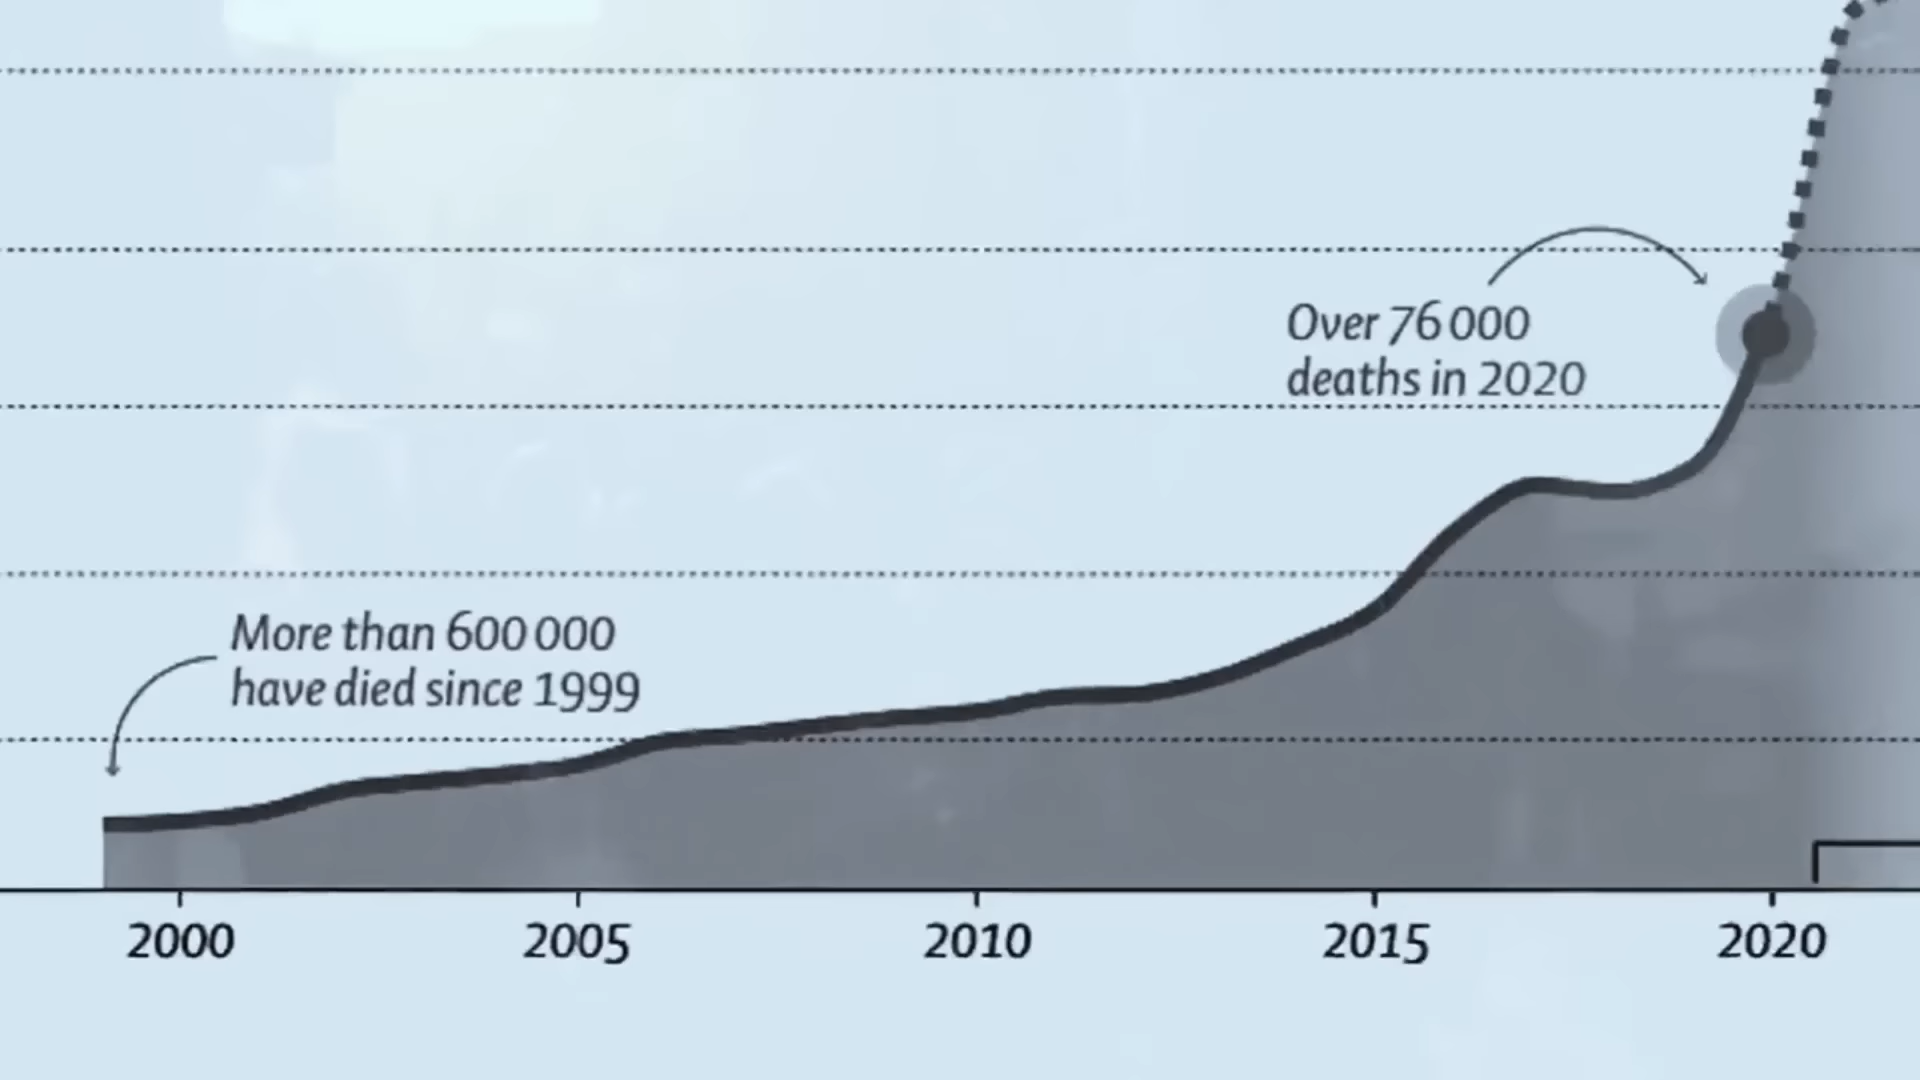 Over 76 000
deaths in 2020
More than 600 000
have died since 1999
2000 2005 2010 2015 2020